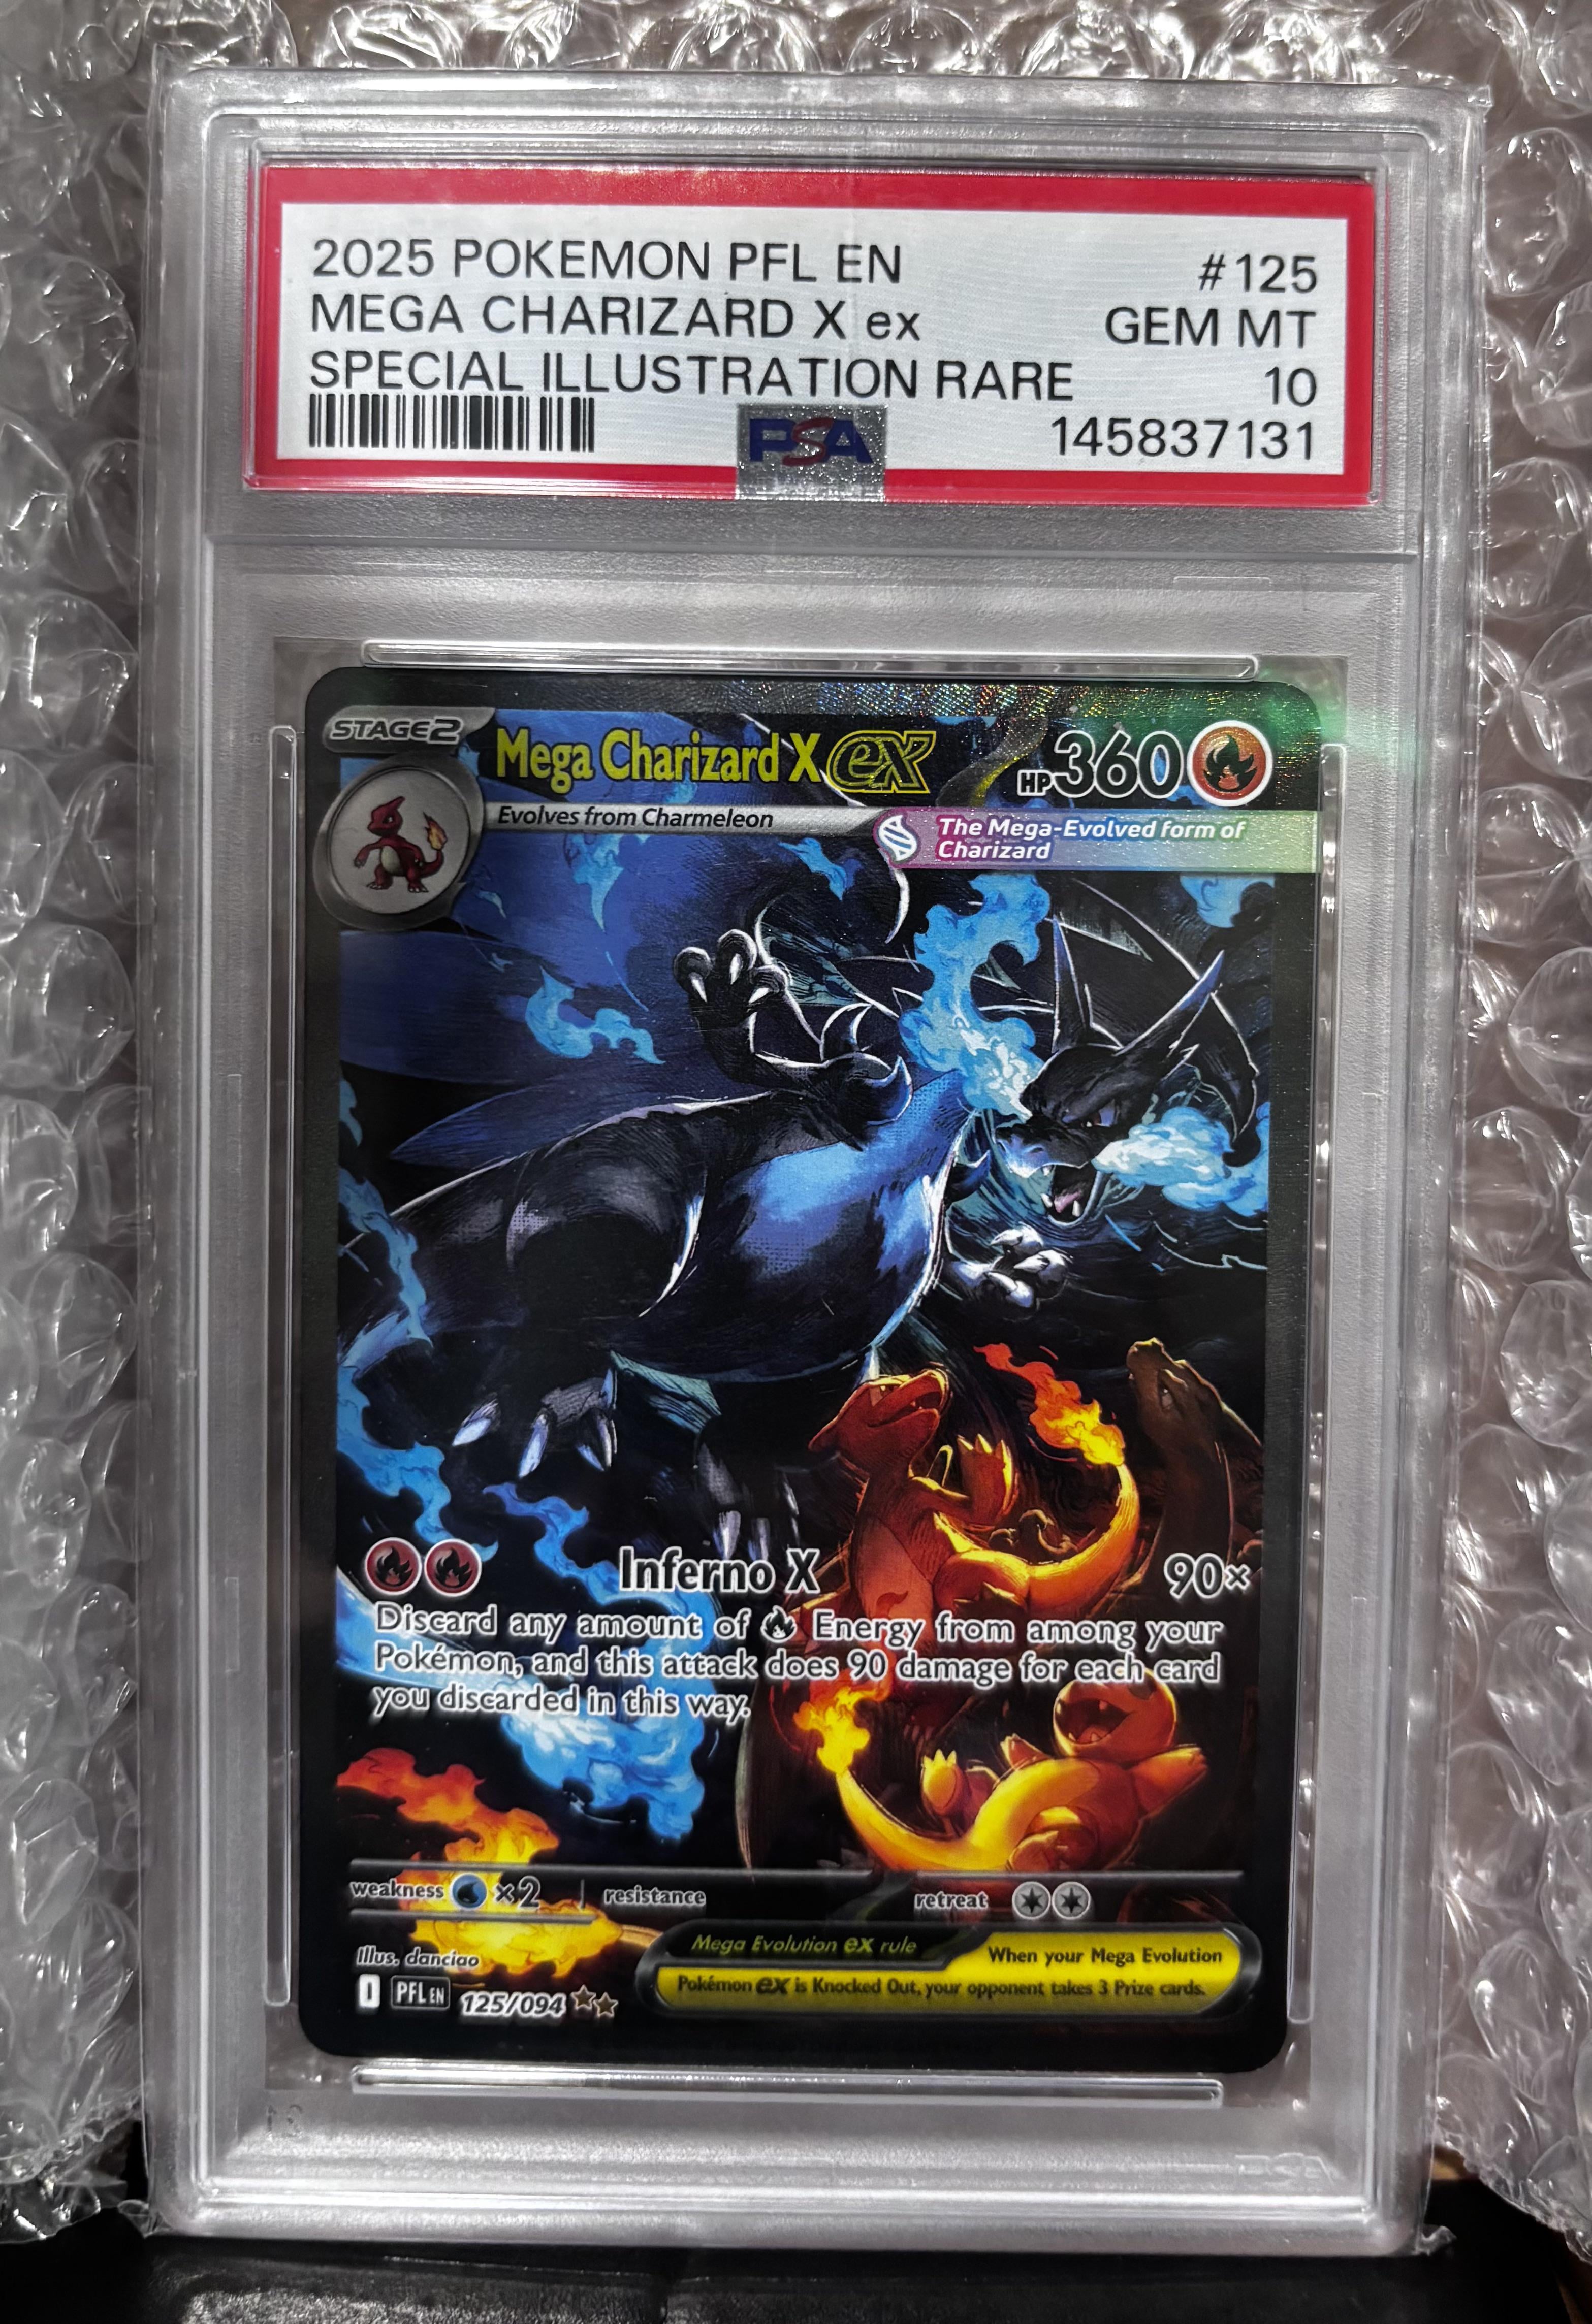 2025 POKEMON PFL EN #125
MEGA CHARIZARD X ex GEM MT
SPECIAL ILLUSTRATION RARE 10
PSA 145837131
STAGE2 Mega Charizard X ex HP360
Evolves from Charmeleon
The Mega-Evolved form of
Charizard
Inferno X 90×
Discard any amount of Energy from among your
Pokémon, and this attack does 90 damage for each card
you discarded in this way.
weakness ×2 resistance retreat
Mega Evolution ex rule When your Mega Evolution
Pokémon ex is Knocked Out, your opponent takes 3 Prize cards.
Illus. danciao
I PFL EN 125/094
PSA